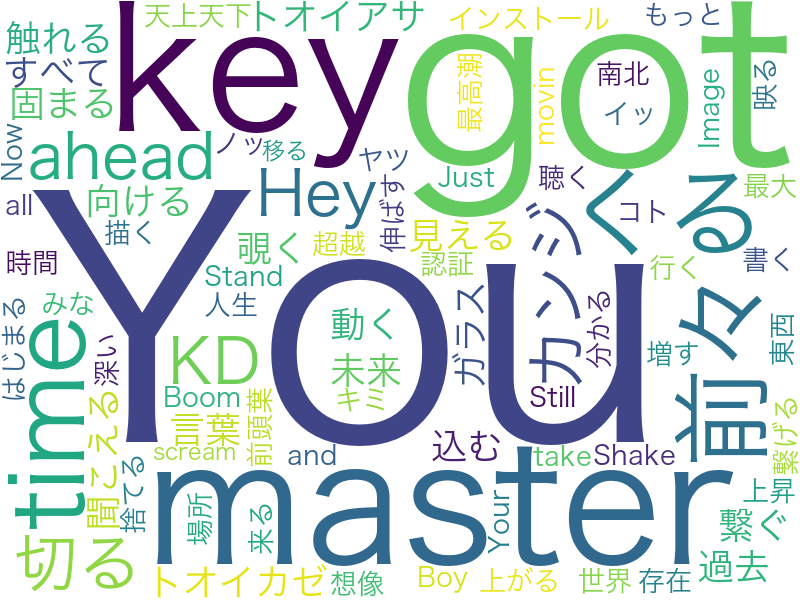 天上天下
トオイアサ
インストール
もっと
触れる
key
got
すべて
最高潮
movin
南北
Image
映る
固まる
イッ
Now
ahead
ノッ
移る
ヤツ
Hey
Just
聴く
くる
最大
all
向ける
伸ばす
カンジ
コト
描く
覗く
超越
見える
時間
You
Stand
認証
行く
書く
みな
人生
ガラス
分かる
前々
東西
はじまる
time
深い
KD
動く
未来
増す
Boom
キミ
Still
聞こえる
言葉
前頭葉
込む
繋げる
scream
and
take
Shake
捨てる
master
Your
上昇
切る
場所
来る
繋ぐ
過去
トオイカゼ
想像
Boy
上がる
世界
存在